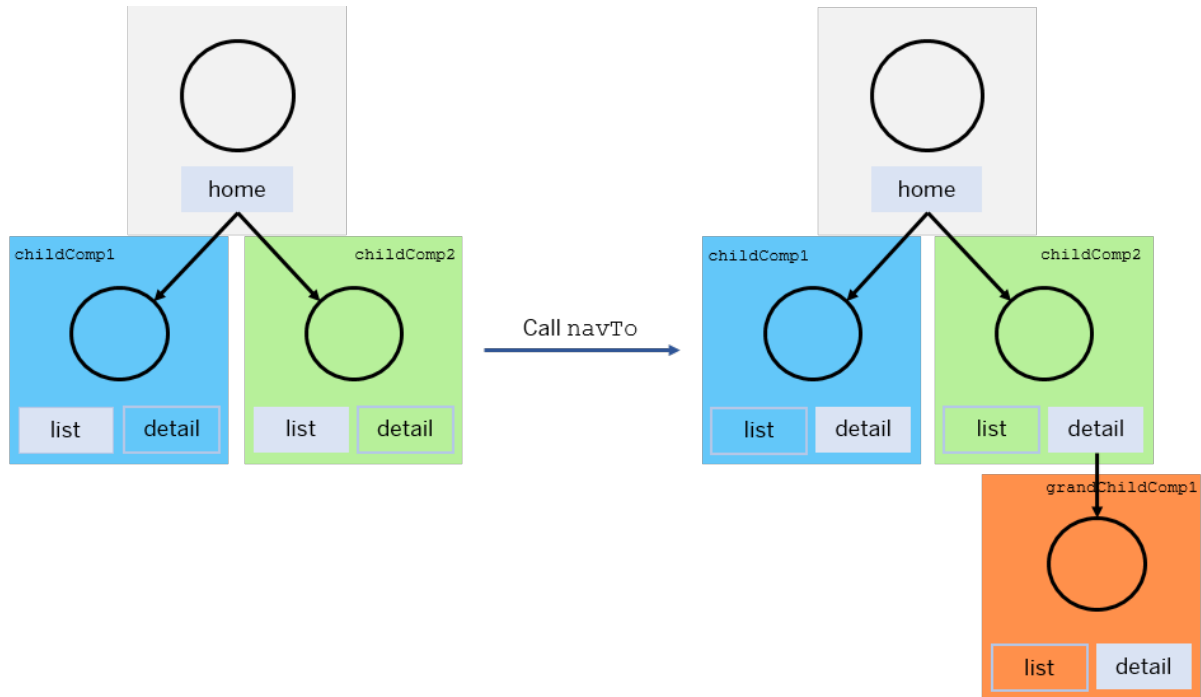 home
childComp1
childComp2
list
detail
list
detail
Call navTo
home
childComp1
childComp2
list
detail
list
detail
grandChildComp1
list
detail